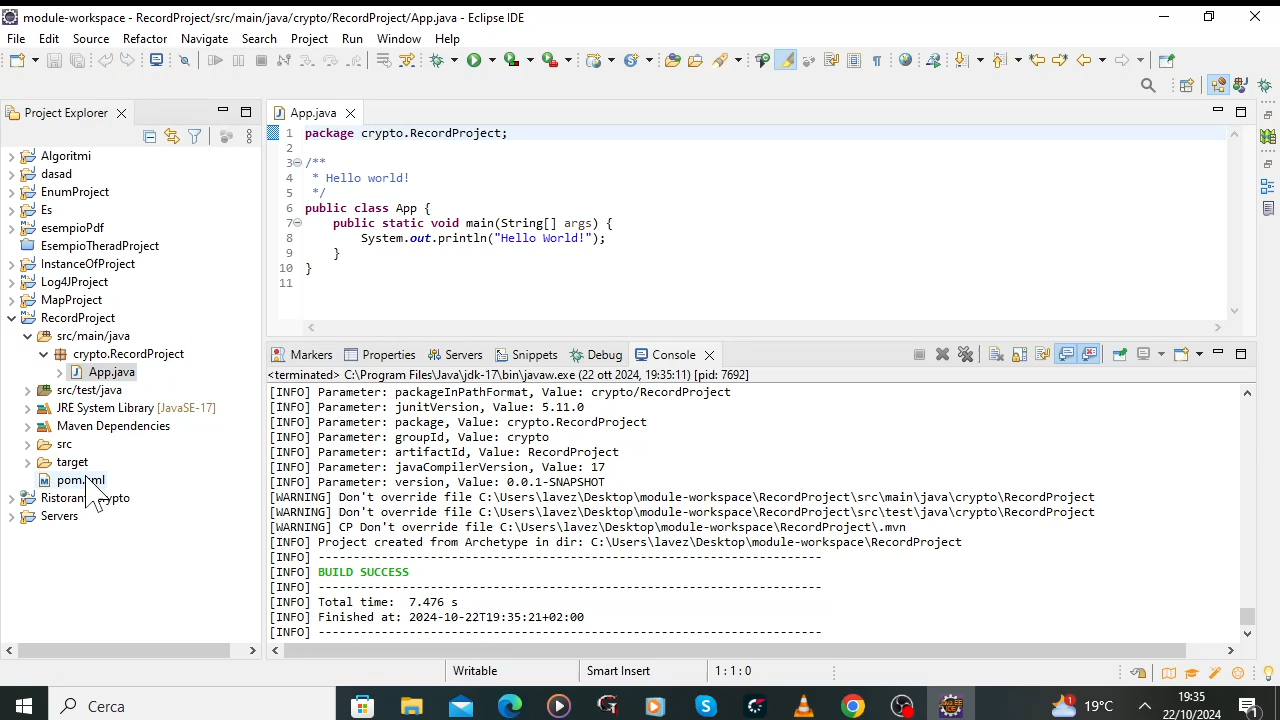 module-workspace - RecordProject/src/main/java/crypto/RecordProject/App.java - Eclipse IDE
File Edit Source Refactor Navigate Search Project Run Window Help
Project Explorer
Algoritmi
dasad
EnumProject
Es
esempioPdf
EsempioTheradProject
InstanceOfProject
Log4JProject
MapProject
RecordProject
src/main/java
crypto.RecordProject
App.java
src/test/java
JRE System Library [JavaSE-17]
Maven Dependencies
src
target
pom.xml
Servers
App.java
1 package crypto.RecordProject;
2
3 /**
4 * Hello world!
5 */
6 public class App {
7 public static void main(String[] args) {
8 System.out.println("Hello World!");
9 }
10 }
11
Markers Properties Servers Snippets Debug Console
<terminated> C:\Program Files\Java\jdk-17\bin\javaw.exe (22 ott 2024, 19:35:11) [pid: 7692]
[INFO] Parameter: packageInPathFormat, Value: crypto/RecordProject
[INFO] Parameter: junitVersion, Value: 5.11.0
[INFO] Parameter: package, Value: crypto.RecordProject
[INFO] Parameter: groupId, Value: crypto
[INFO] Parameter: artifactId, Value: RecordProject
[INFO] Parameter: javaCompilerVersion, Value: 17
[INFO] Parameter: version, Value: 0.0.1-SNAPSHOT
[WARNING] Don't override file C:\Users\lavez\Desktop\module-workspace\RecordProject\src\main\java\crypto\RecordProject
[WARNING] Don't override file C:\Users\lavez\Desktop\module-workspace\RecordProject\src\test\java\crypto\RecordProject
[WARNING] CP Don't override file C:\Users\lavez\Desktop\module-workspace\RecordProject\.mvn
[INFO] Project created from Archetype in dir: C:\Users\lavez\Desktop\module-workspace\RecordProject
[INFO] ------------------------------------------------------------------------
[INFO] BUILD SUCCESS
[INFO] ------------------------------------------------------------------------
[INFO] Total time:  7.476 s
[INFO] Finished at: 2024-10-22T19:35:21+02:00
[INFO] ------------------------------------------------------------------------
Writable Smart Insert 1 : 1 : 0
Cerca
1 19°C
19:35
22/10/2024
1